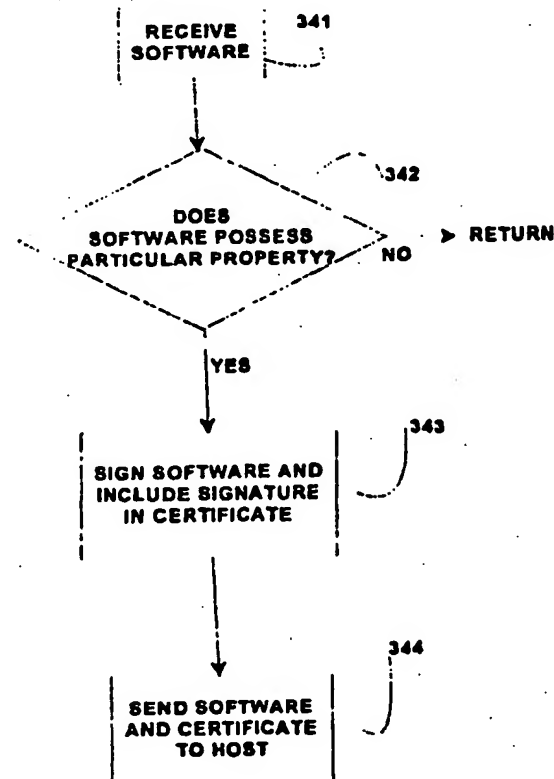 RECEIVE
SOFTWARE
341
342
DOES
SOFTWARE POSSESS
PARTICULAR PROPERTY?
NO
RETURN
YES
343
SIGN SOFTWARE AND
INCLUDE SIGNATURE
IN CERTIFICATE
344
SEND SOFTWARE
AND CERTIFICATE
TO HOST